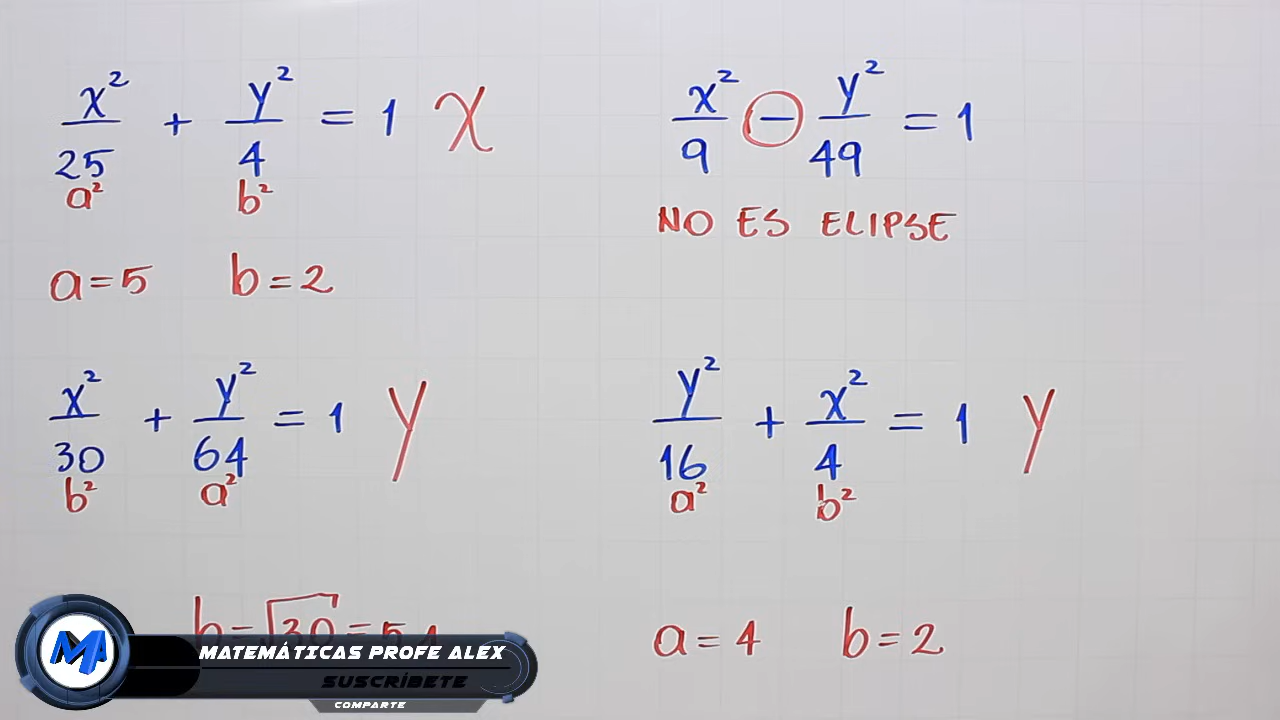 x²/25 + y²/4 = 1 x
a² b²
a = 5 b = 2
x²/9 - y²/49 = 1
NO ES ELIPSE
x²/30 + y²/64 = 1 y
b² a²
b = √30 =
y²/16 + x²/4 = 1 y
a² b²
a = 4 b = 2
MA
MATEMÁTICAS PROFE ALEX
SUSCRÍBETE
COMPARTE